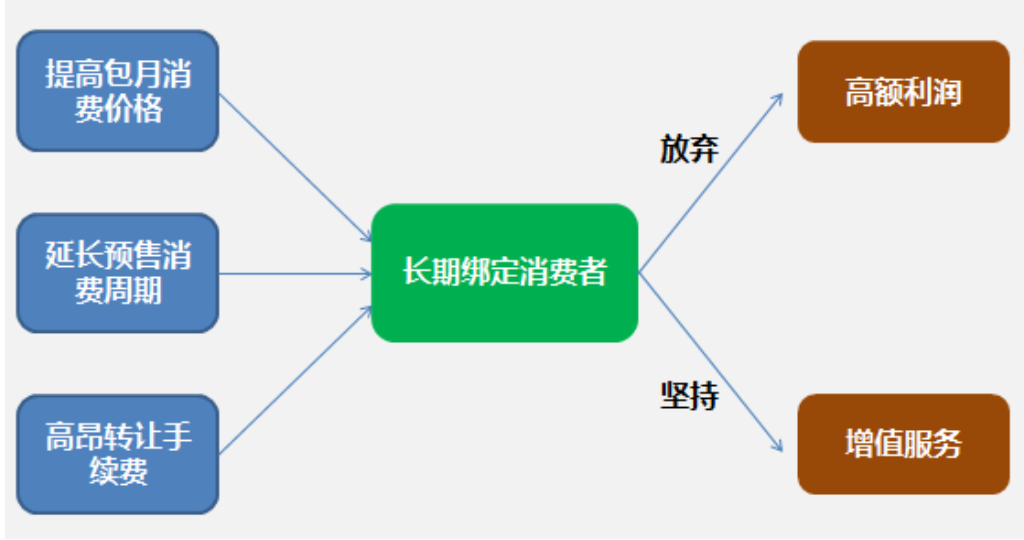 提高包月消
费价格
延长预售消
费周期
高昂转让手
续费
长期绑定消费者
放弃
坚持
高额利润
增值服务